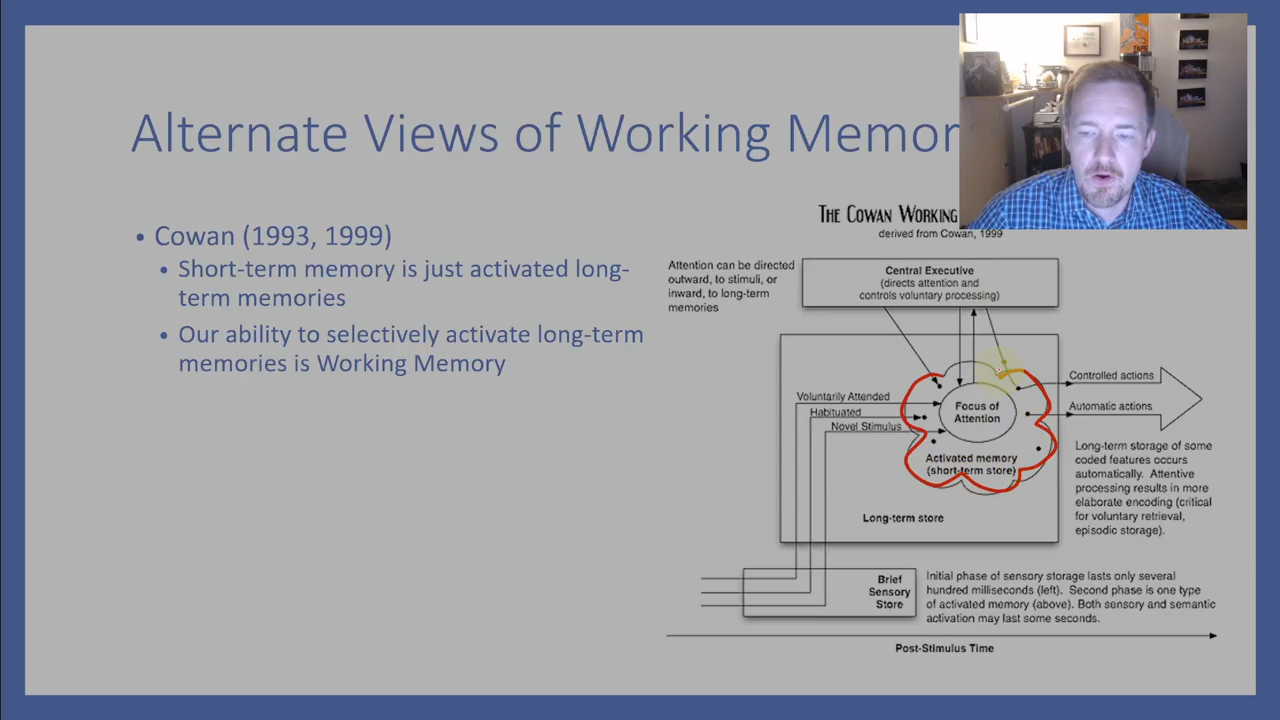 Alternate Views of Working Memor
• Cowan (1993, 1999)
• Short-term memory is just activated long-
term memories
• Our ability to selectively activate long-term
memories is Working Memory
THE COWAN WORKING
derived from Cowan, 1999
Attention can be directed
outward, to stimuli, or
inward, to long-term
memories
Central Executive
(directs attention and
controls voluntary processing)
Voluntarily Attended
Habituated
Novel Stimulus
Focus of
Attention
Activated memory
(short-term store)
Long-term store
Controlled actions
Automatic actions
Long-term storage of some
coded features occurs
automatically. Attentive
processing results in more
elaborate encoding (critical
for voluntary retrieval,
episodic storage).
Brief
Sensory
Store
Initial phase of sensory storage lasts only several
hundred milliseconds (left). Second phase is one type
of activated memory (above). Both sensory and semantic
activation may last some seconds.
Post-Stimulus Time
TAPE